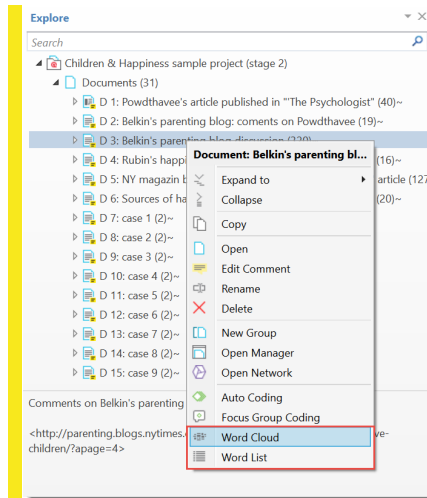 Explore
Search
Children & Happiness sample project (stage 2)
Documents (31)
D 1: Powdthavee's article published in "'The Psychologist" (40)~
D 2: Belkin's parenting blog: coments on Powdthavee (19)~
D 3: Belkin's parenting blog discussion (330)~
D 4: Rubin's happi (16)~
D 5: NY magazin b article (127
D 6: Sources of ha (20)~
D 7: case 1 (2)~
D 8: case 2 (2)~
D 9: case 3 (2)~
D 10: case 4 (2)~
D 11: case 5 (2)~
D 12: case 6 (2)~
D 13: case 7 (2)~
D 14: case 8 (2)~
D 15: case 9 (2)~
Document: Belkin's parenting bl...
Expand to
Collapse
Copy
Open
Edit Comment
Rename
Delete
New Group
Open Manager
Open Network
Auto Coding
Focus Group Coding
Word Cloud
Word List
Comments on Belkin's parenting
<http://parenting.blogs.nytimes. ve-
children/?apage=4>